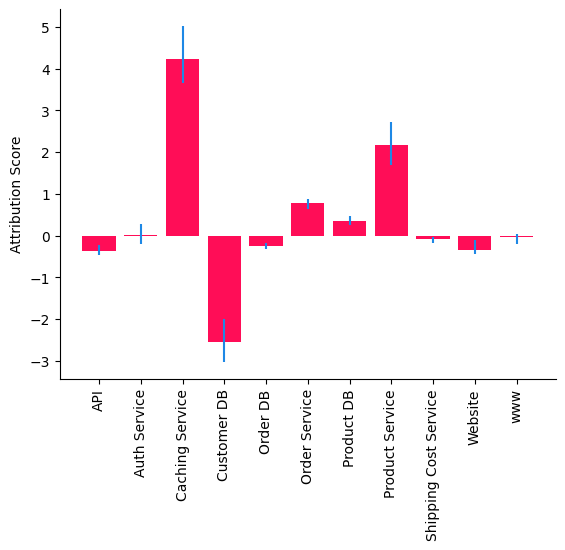 Attribution Score
5
4
3
2
1
0
−1
−2
−3
API
Auth Service
Caching Service
Customer DB
Order DB
Order Service
Product DB
Product Service
Shipping Cost Service
Website
www